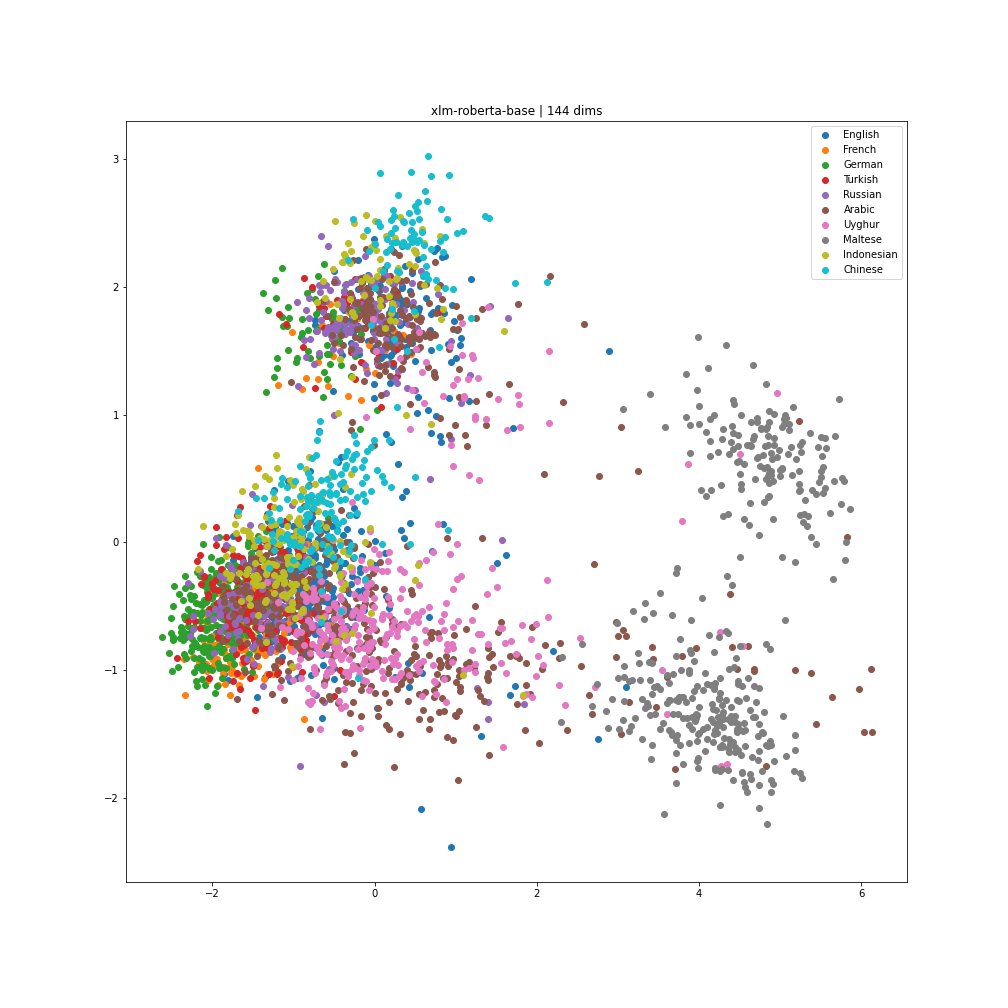 xlm-roberta-base | 144 dims
English
French
German
Turkish
Russian
Arabic
Uyghur
Maltese
Indonesian
Chinese
3
2
1
0
−1
−2
−2
0
2
4
6